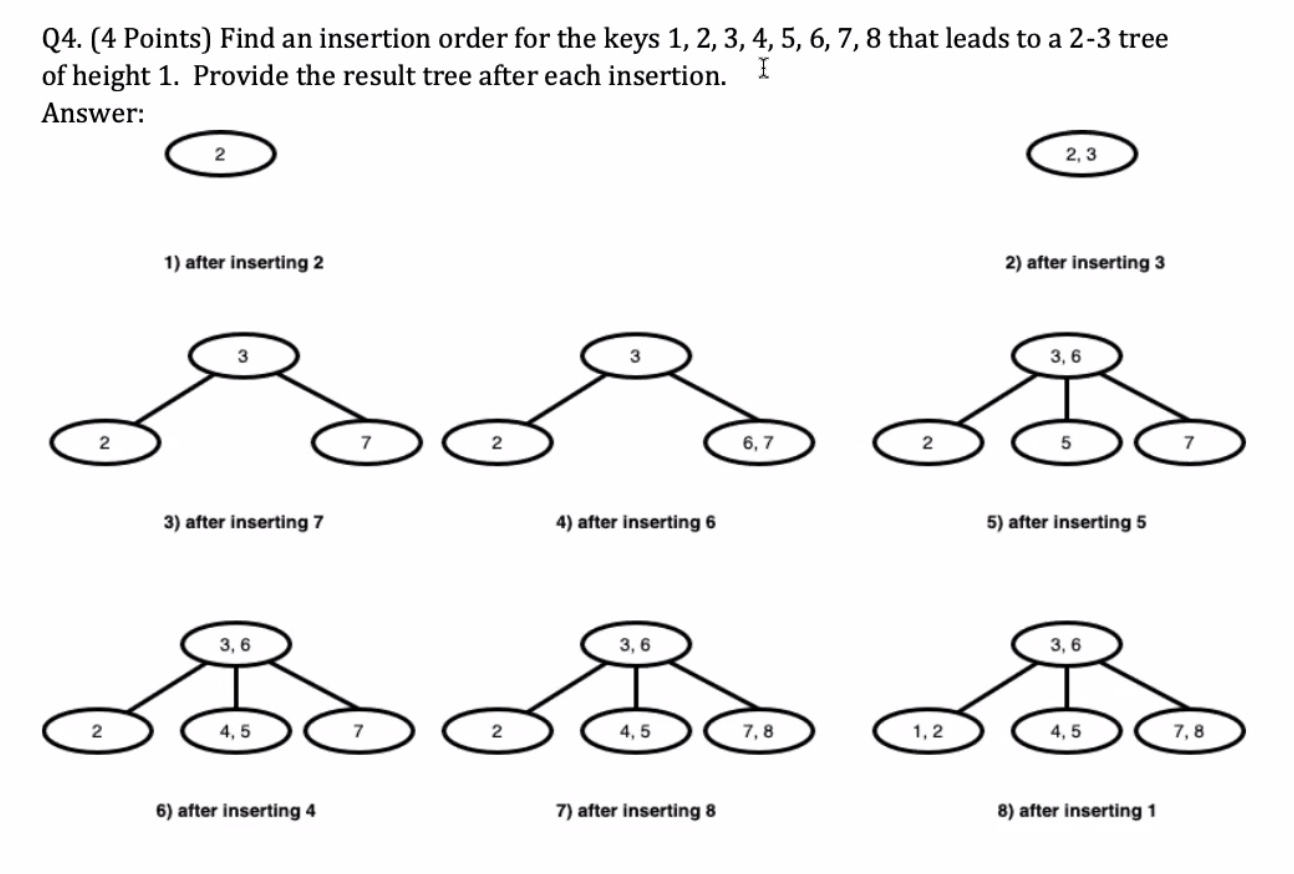 Q4. (4 Points) Find an insertion order for the keys 1, 2, 3, 4, 5, 6, 7, 8 that leads to a 2-3 tree
of height 1.  Provide the result tree after each insertion.
Answer:
2
2, 3
1) after inserting 2
2) after inserting 3
3
3
3, 6
2
7
2
6, 7
2
5
7
3) after inserting 7
4) after inserting 6
5) after inserting 5
3, 6
3, 6
3, 6
2
4, 5
7
2
4, 5
7, 8
1, 2
4, 5
7, 8
6) after inserting 4
7) after inserting 8
8) after inserting 1